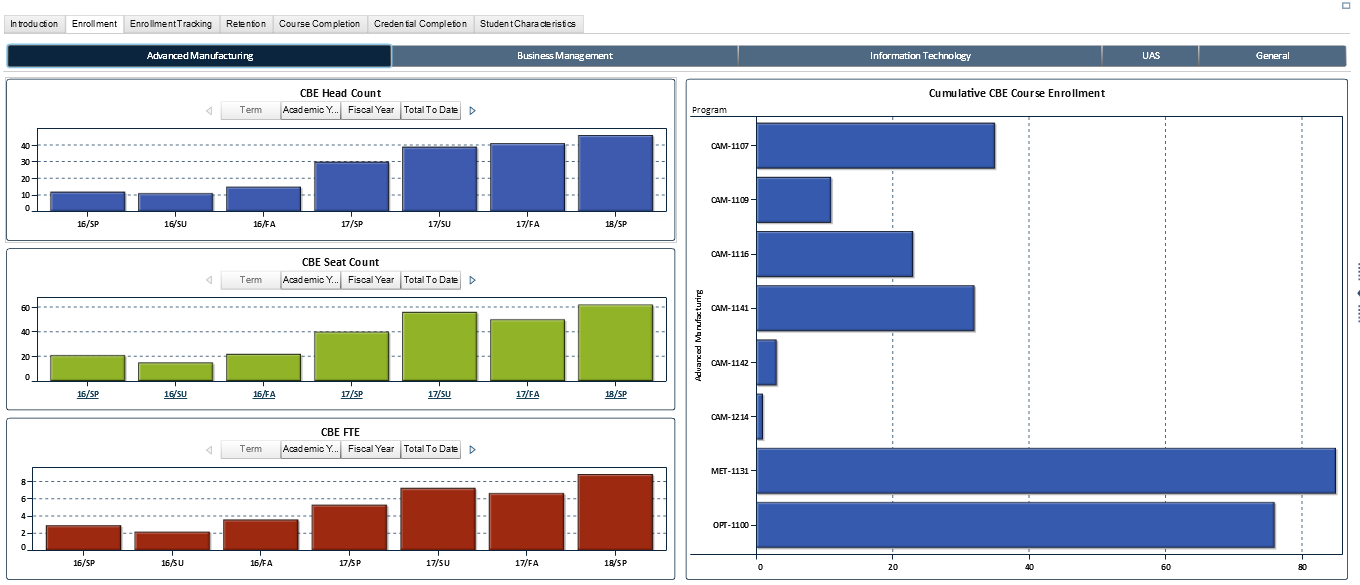 Introduction Enrollment Enrollment Tracking Retention Course Completion Credential Completion Student Characteristics
Advanced Manufacturing Business Management Information Technology UAS General
CBE Head Count
Term Academic Y... Fiscal Year Total To Date
40
30
20
10
0
16/SP 16/SU 16/FA 17/SP 17/SU 17/FA 18/SP
CBE Seat Count
Term Academic Y... Fiscal Year Total To Date
60
40
20
0
16/SP 16/SU 16/FA 17/SP 17/SU 17/FA 18/SP
CBE FTE
Term Academic Y... Fiscal Year Total To Date
8
6
4
2
0
16/SP 16/SU 16/FA 17/SP 17/SU 17/FA 18/SP
Cumulative CBE Course Enrollment
Program
Advanced Manufacturing
CAM-1107
CAM-1109
CAM-1116
CAM-1141
CAM-1142
CAM-1214
MET-1131
OPT-1100
0 20 40 60 80